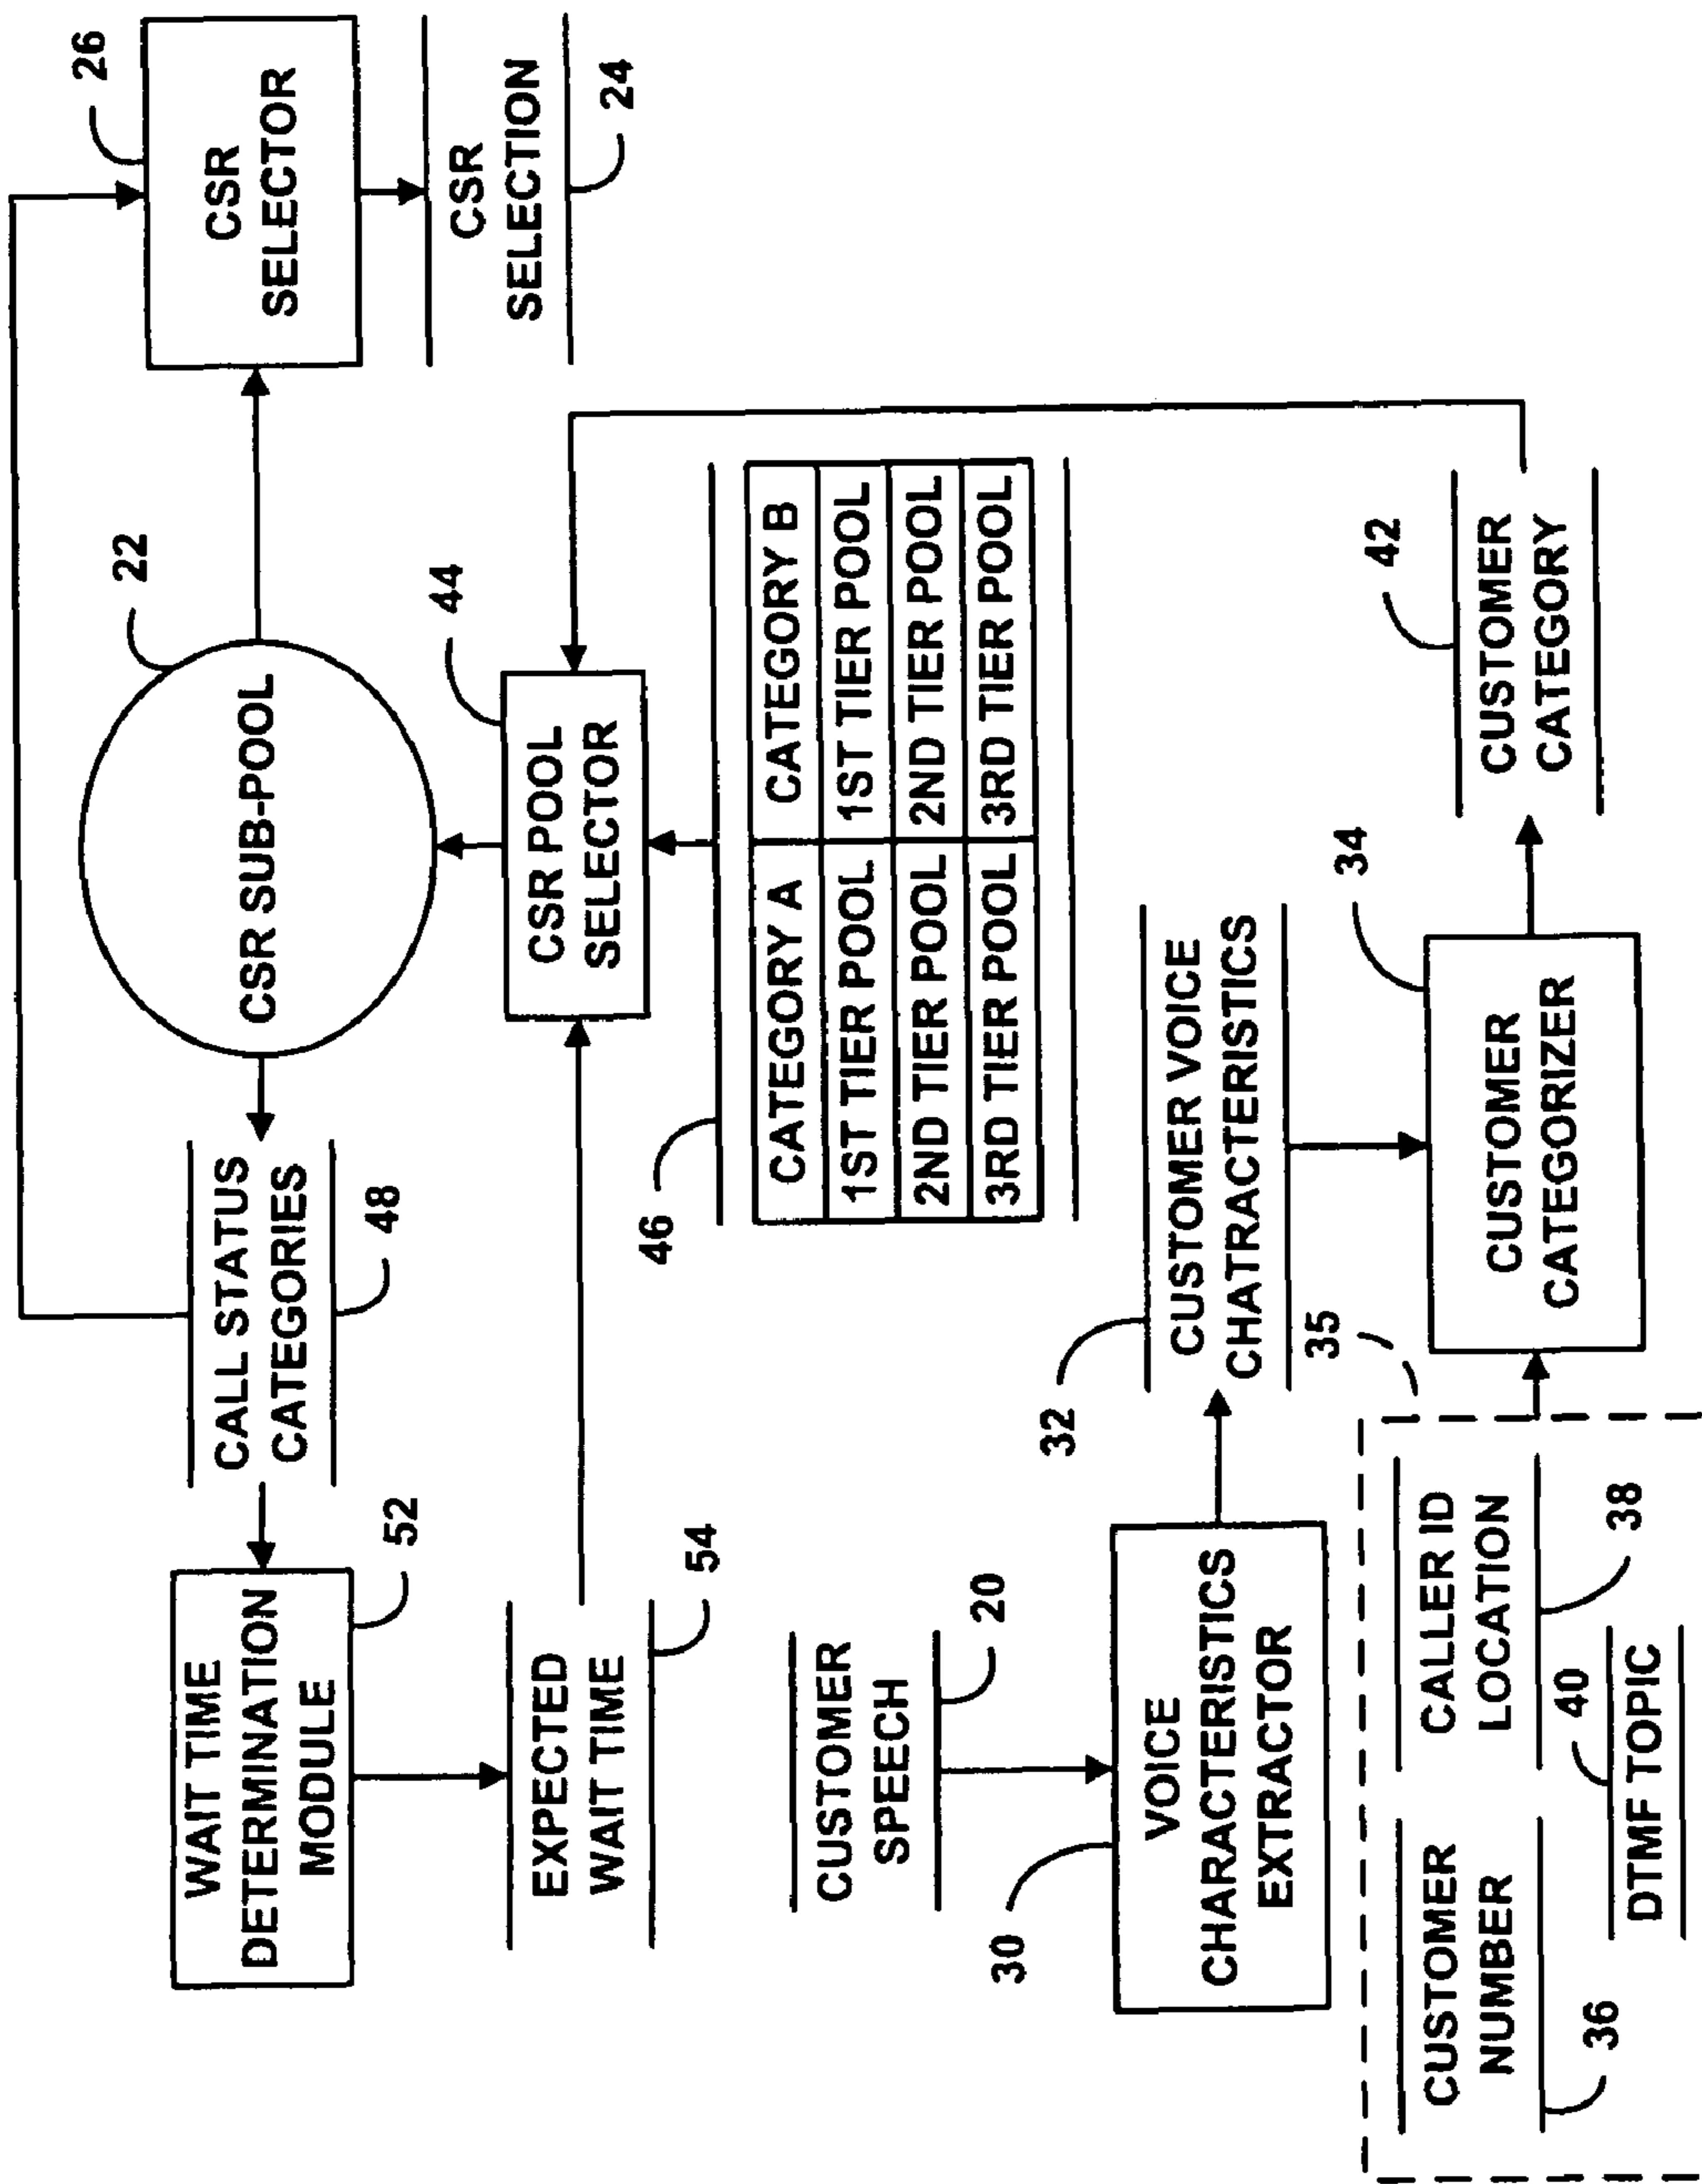 WAIT TIME
DETERMINATION
MODULE
52
CALL STATUS
CATEGORIES
48
CSR SUB-POOL
22
CSR
SELECTOR
26
EXPECTED
WAIT TIME
54
CSR POOL
SELECTOR
44
CSR
SELECTION
24
CUSTOMER
SPEECH
20
46
CATEGORY A
CATEGORY B
1ST TIER POOL
1ST TIER POOL
2ND TIER POOL
2ND TIER POOL
3RD TIER POOL
3RD TIER POOL
30
VOICE
CHARACTERISTICS
EXTRACTOR
32
CUSTOMER VOICE
CHATRACTERISTICS
35
CUSTOMER
NUMBER
36
CALLER ID
LOCATION
38
40
DTMF TOPIC
CUSTOMER
CATEGORIZER
34
CUSTOMER
CATEGORY
42